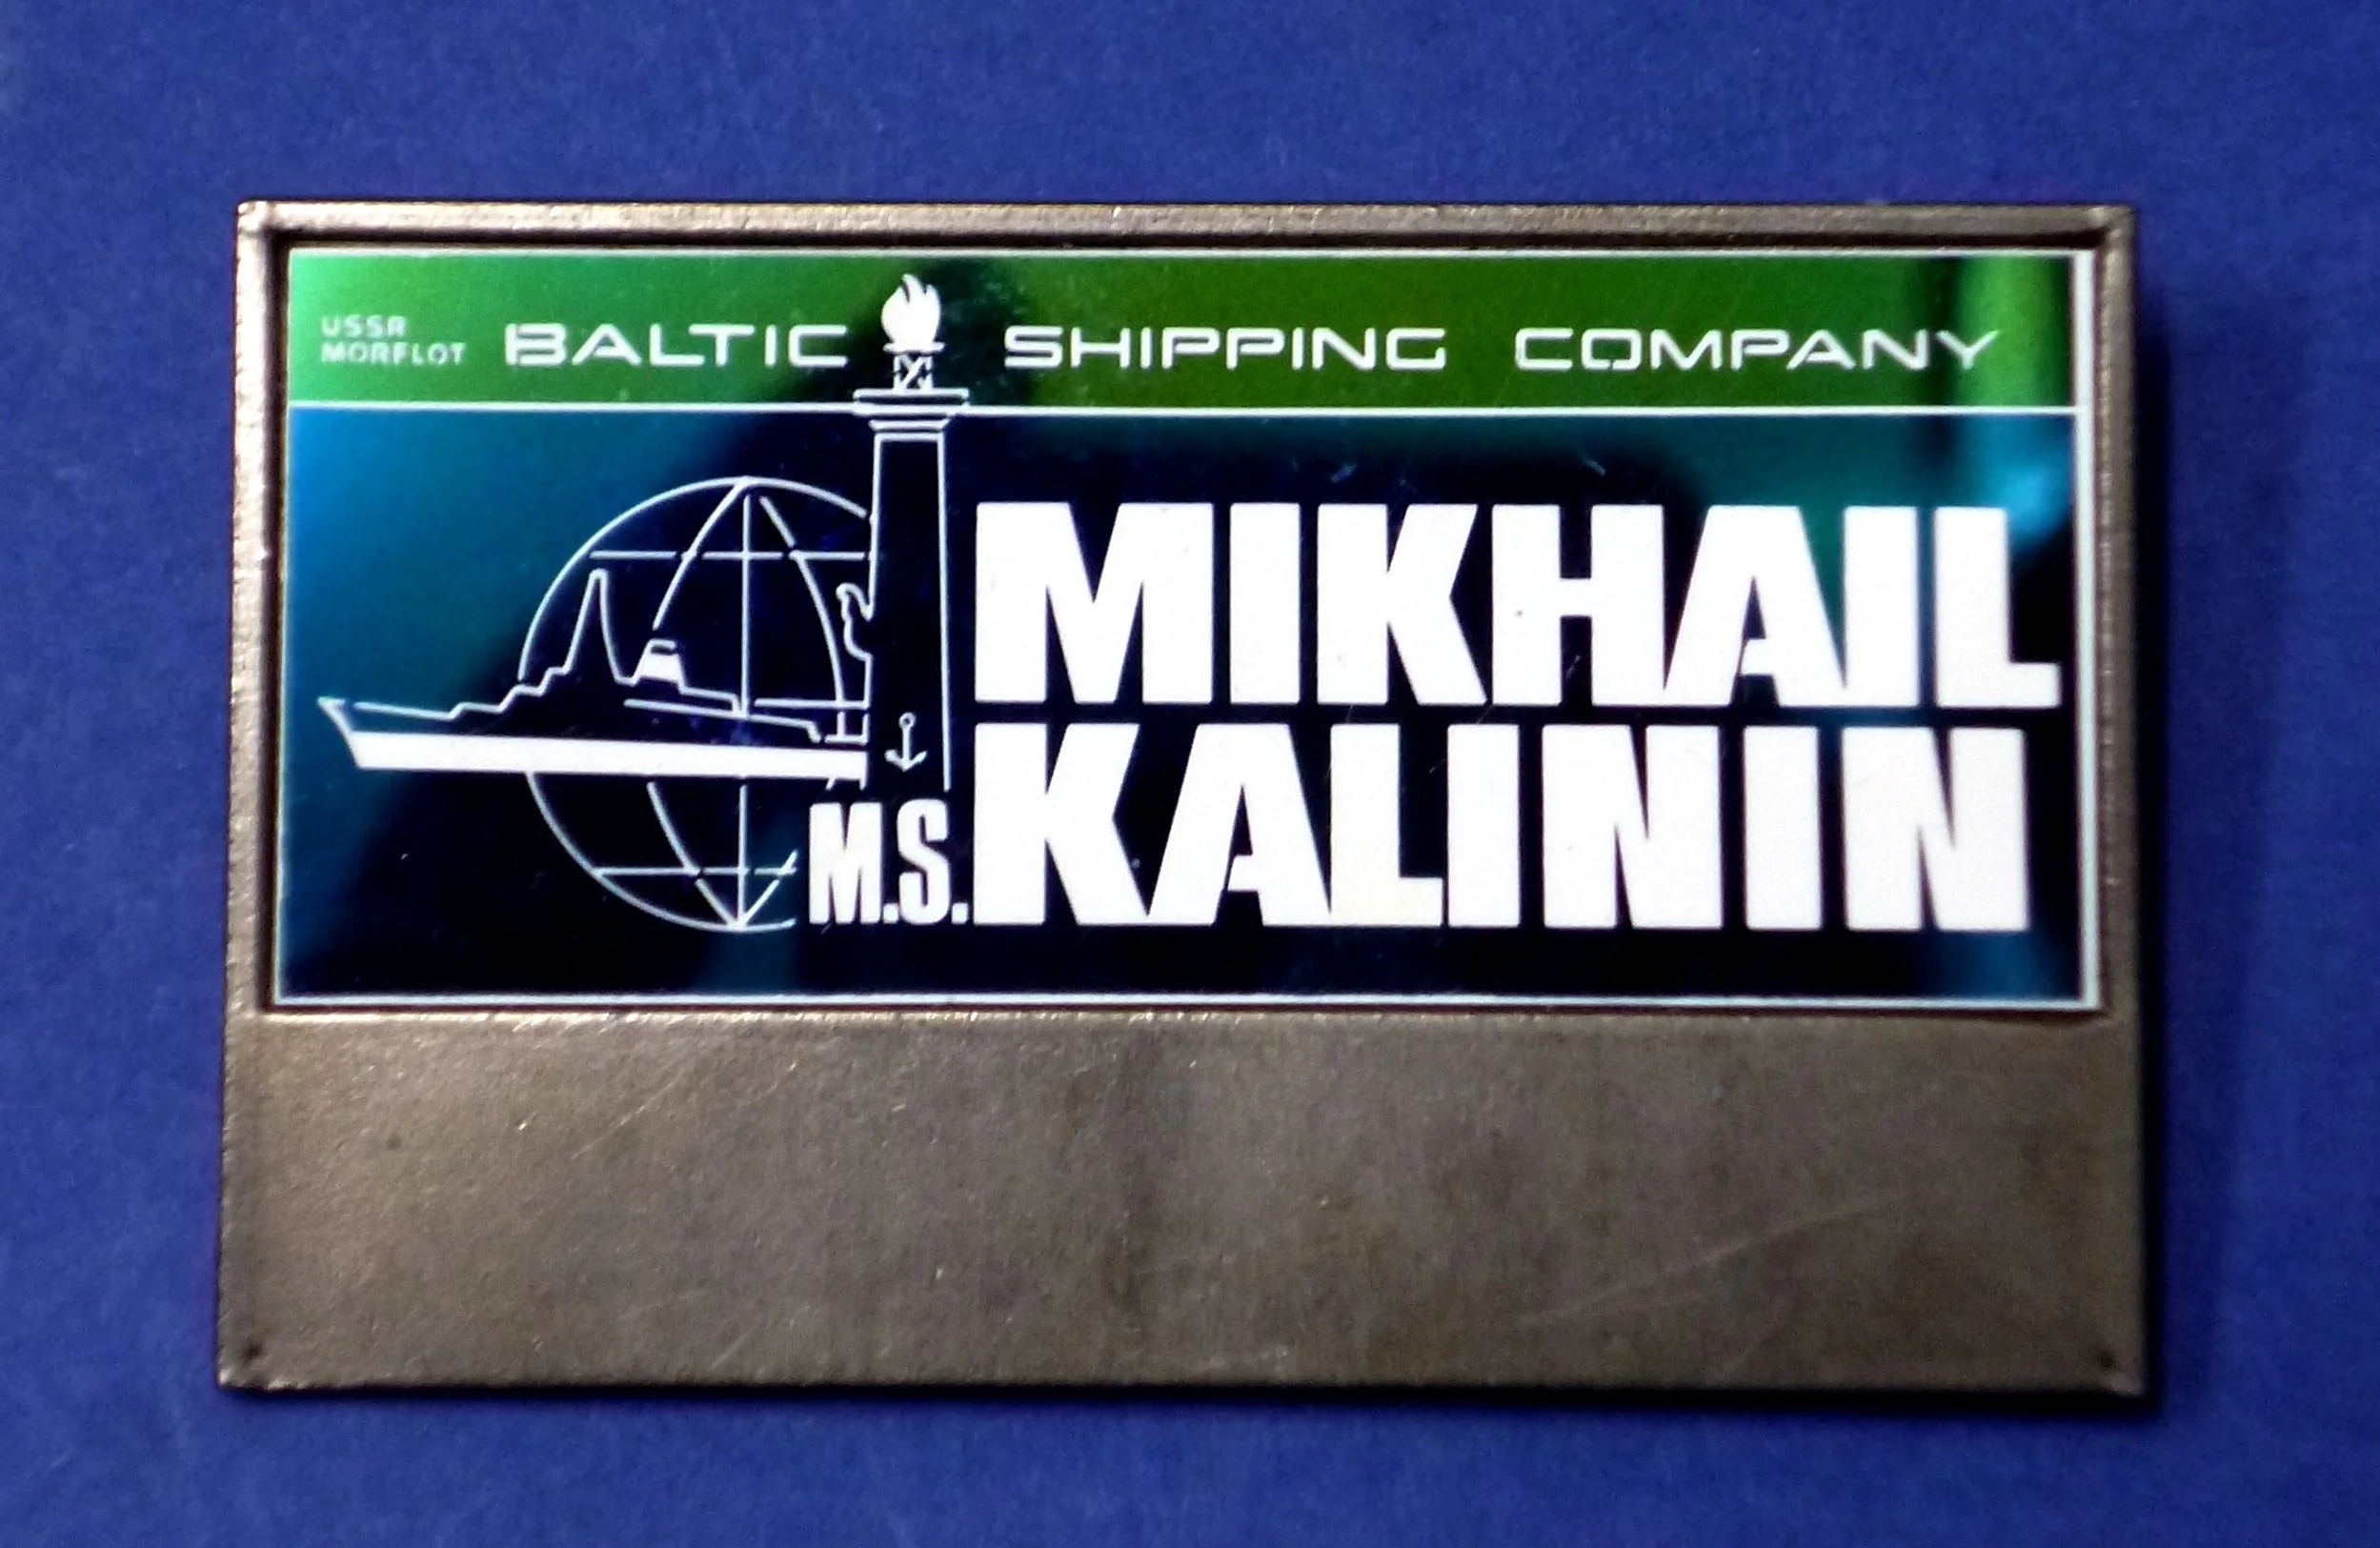 USSR
MORFLOT
BALTIC SHIPPING COMPANY
MIKHAIL
M.S. KALININ